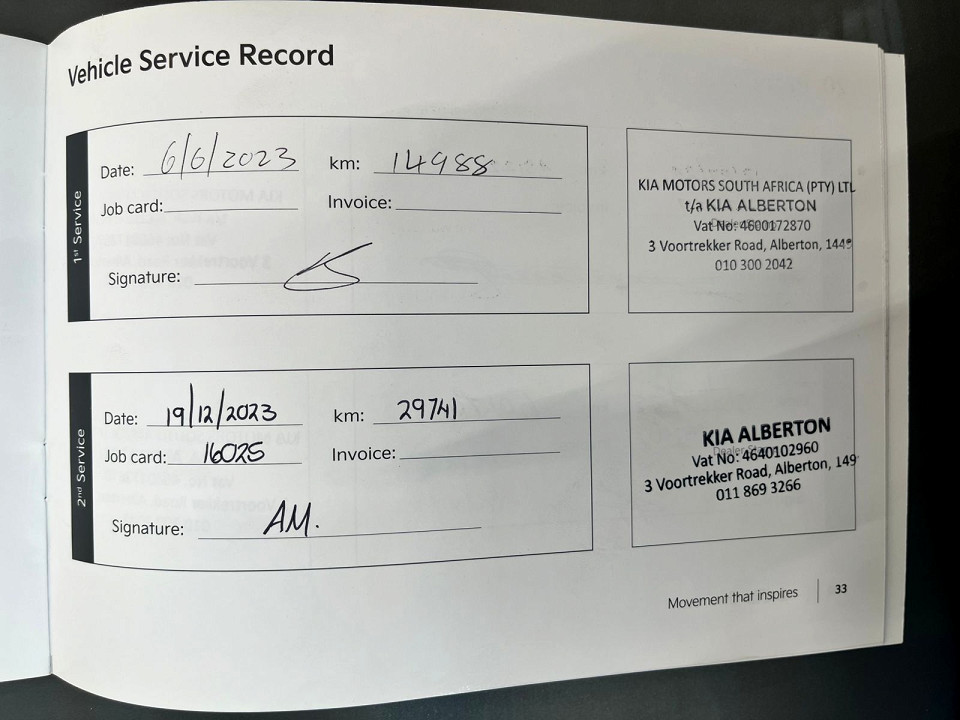 Vehicle Service Record
1st Service
Date: 6/6/2023 km: 14988
Job card: Invoice:
Signature:
KIA MOTORS SOUTH AFRICA (PTY) LTD
t/a KIA ALBERTON
Vat No: 4600172870
3 Voortrekker Road, Alberton, 1449
010 300 2042
2nd Service
Date: 19/12/2023 km: 29741
Job card: 16025 Invoice:
Signature: AM.
KIA ALBERTON
Vat No: 4640102960
3 Voortrekker Road, Alberton, 149
011 869 3266
Movement that inspires 33